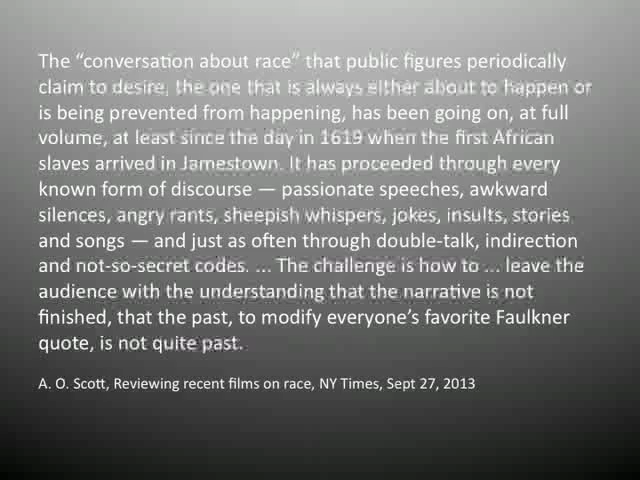 The “conversation about race” that public figures periodically
claim to desire, the one that is always either about to happen or
is being prevented from happening, has been going on, at full
volume, at least since the day in 1619 when the first African
slaves arrived in Jamestown. It has proceeded through every
known form of discourse — passionate speeches, awkward
silences, angry rants, sheepish whispers, jokes, insults, stories
and songs — and just as often through double-talk, indirection
and not-so-secret codes. ... The challenge is how to ... leave the
audience with the understanding that the narrative is not
finished, that the past, to modify everyone’s favorite Faulkner
quote, is not quite past.
A. O. Scott, Reviewing recent films on race, NY Times, Sept 27, 2013